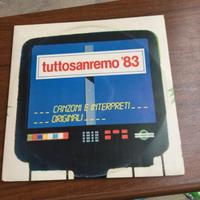 tuttosanremo '83
CANZONI E INTERPRETI
ORIGINALI